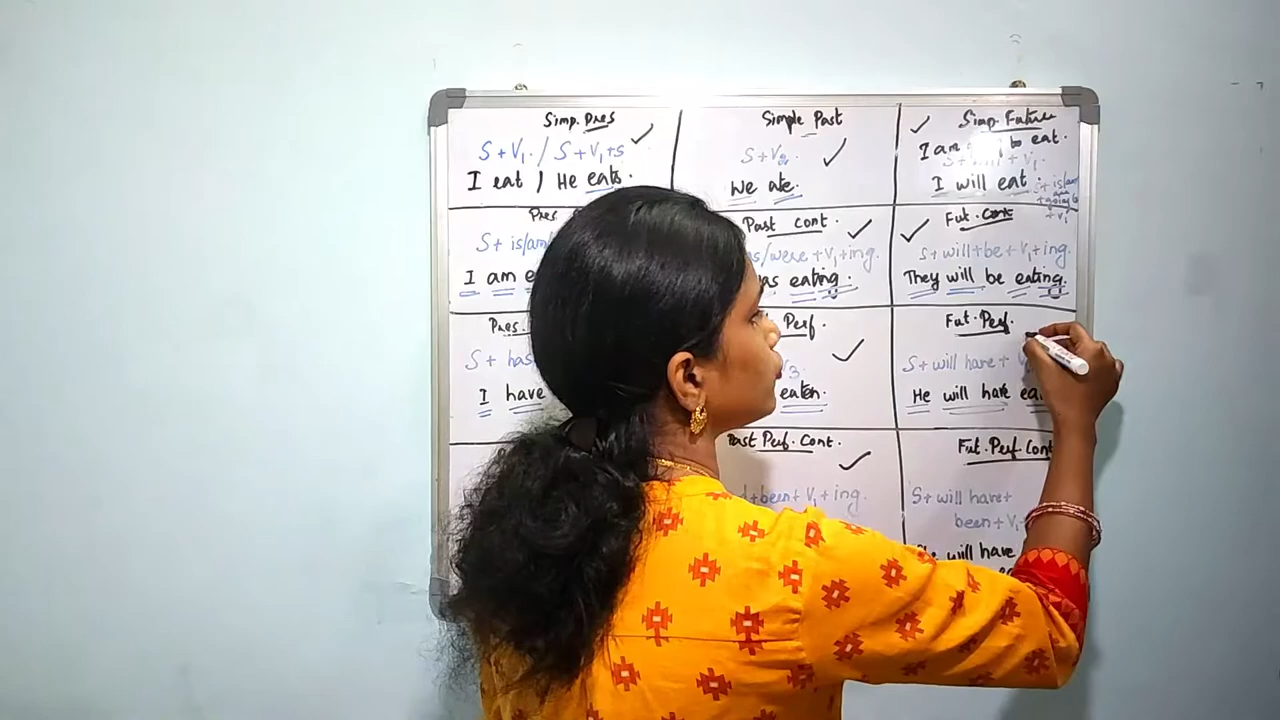 Simp. Pres
S + V₁. / S + V₁ + s
I eat / He eats.
Simple Past
S + V₂.
We ate.
Simp. Future
I am to eat.
S + + V₁.
I will eat.
S + is/am
+ going to
+ V₁
Pres.
S + is/am
I am
Past Cont.
/were + V₁ + ing.
eating.
Fut. Cont
S + will + be + V₁ + ing.
They will be eating.
Pres.
S + has
I have
Perf.
V₃
eaten.
Fut. Perf.
S + will have +
He will have
Past Perf. Cont.
+ been + V₁ + ing.
Fut. Perf. Cont
S + will have +
been + V₁
will have